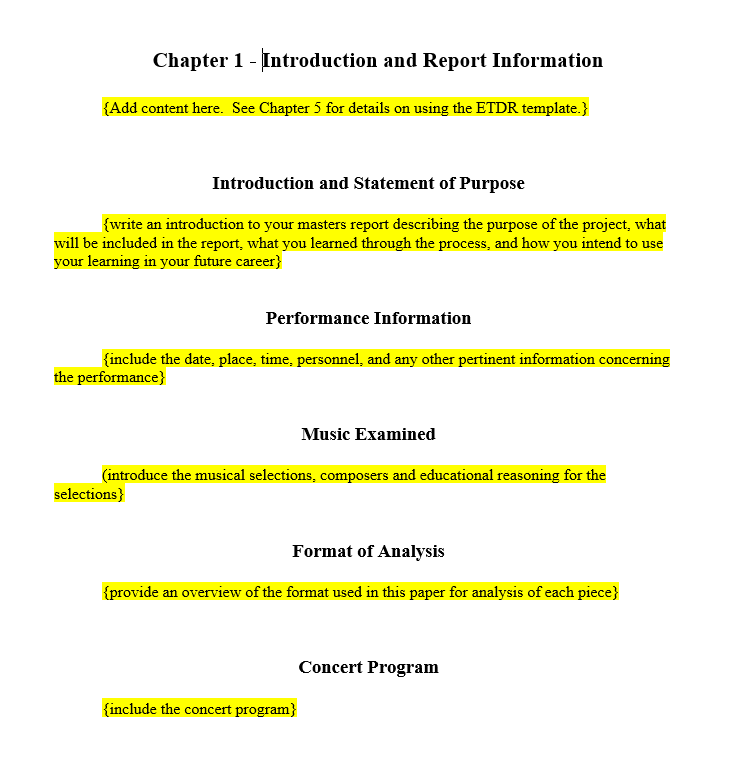 Chapter 1 - Introduction and Report Information
{Add content here.  See Chapter 5 for details on using the ETDR template.}
Introduction and Statement of Purpose
{write an introduction to your masters report describing the purpose of the project, what
will be included in the report, what you learned through the process, and how you intend to use
your learning in your future career}
Performance Information
{include the date, place, time, personnel, and any other pertinent information concerning
the performance}
Music Examined
(introduce the musical selections, composers and educational reasoning for the
selections}
Format of Analysis
{provide an overview of the format used in this paper for analysis of each piece}
Concert Program
{include the concert program}